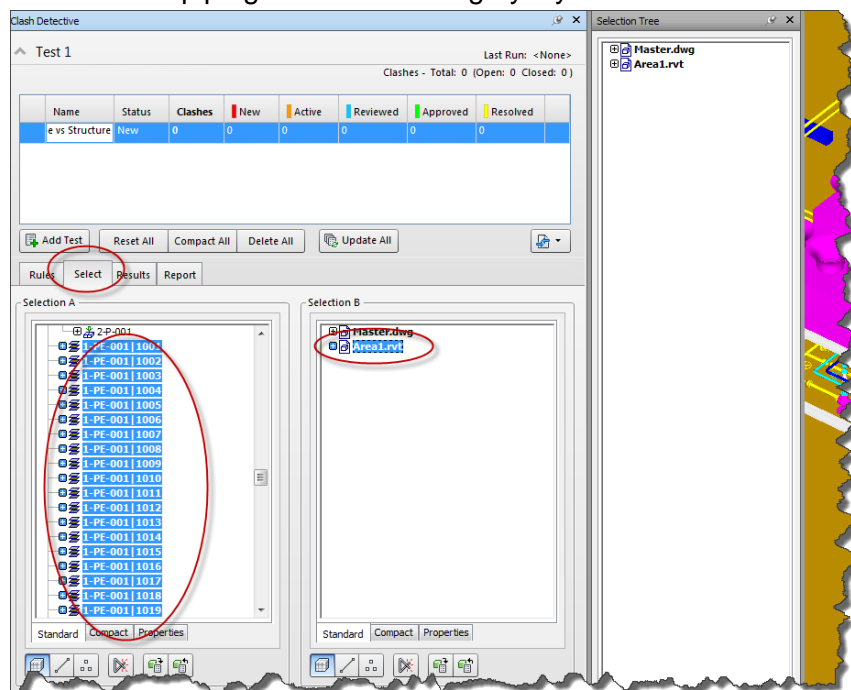 Clash Detective
Selection Tree
Test 1
Last Run: <None>
Clashes - Total: 0 (Open: 0 Closed: 0)
Name Status Clashes New Active Reviewed Approved Resolved
e vs Structure New 0 0 0 0 0 0
Add Test Reset All Compact All Delete All Update All
Rules Select Results Report
Selection A
2-P-001
1-PE-001|1001
1-PE-001|1002
1-PE-001|1003
1-PE-001|1004
1-PE-001|1005
1-PE-001|1006
1-PE-001|1007
1-PE-001|1008
1-PE-001|1009
1-PE-001|1010
1-PE-001|1011
1-PE-001|1012
1-PE-001|1013
1-PE-001|1014
1-PE-001|1015
1-PE-001|1016
1-PE-001|1017
1-PE-001|1018
1-PE-001|1019
Standard Compact Properties
Selection B
Master.dwg
Area1.rvt
Standard Compact Properties
Master.dwg
Area1.rvt